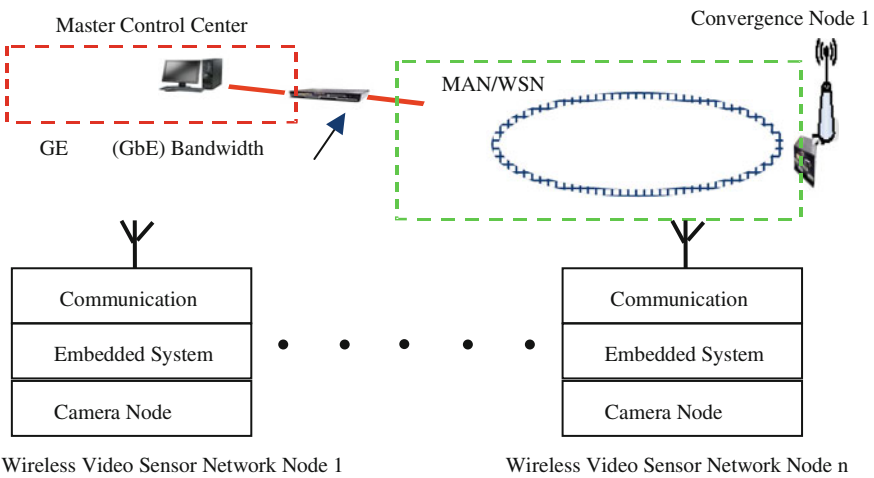 Master Control Center
Convergence Node 1
MAN/WSN
GE (GbE) Bandwidth
Communication
Embedded System
Camera Node
Wireless Video Sensor Network Node 1
Communication
Embedded System
Camera Node
Wireless Video Sensor Network Node n